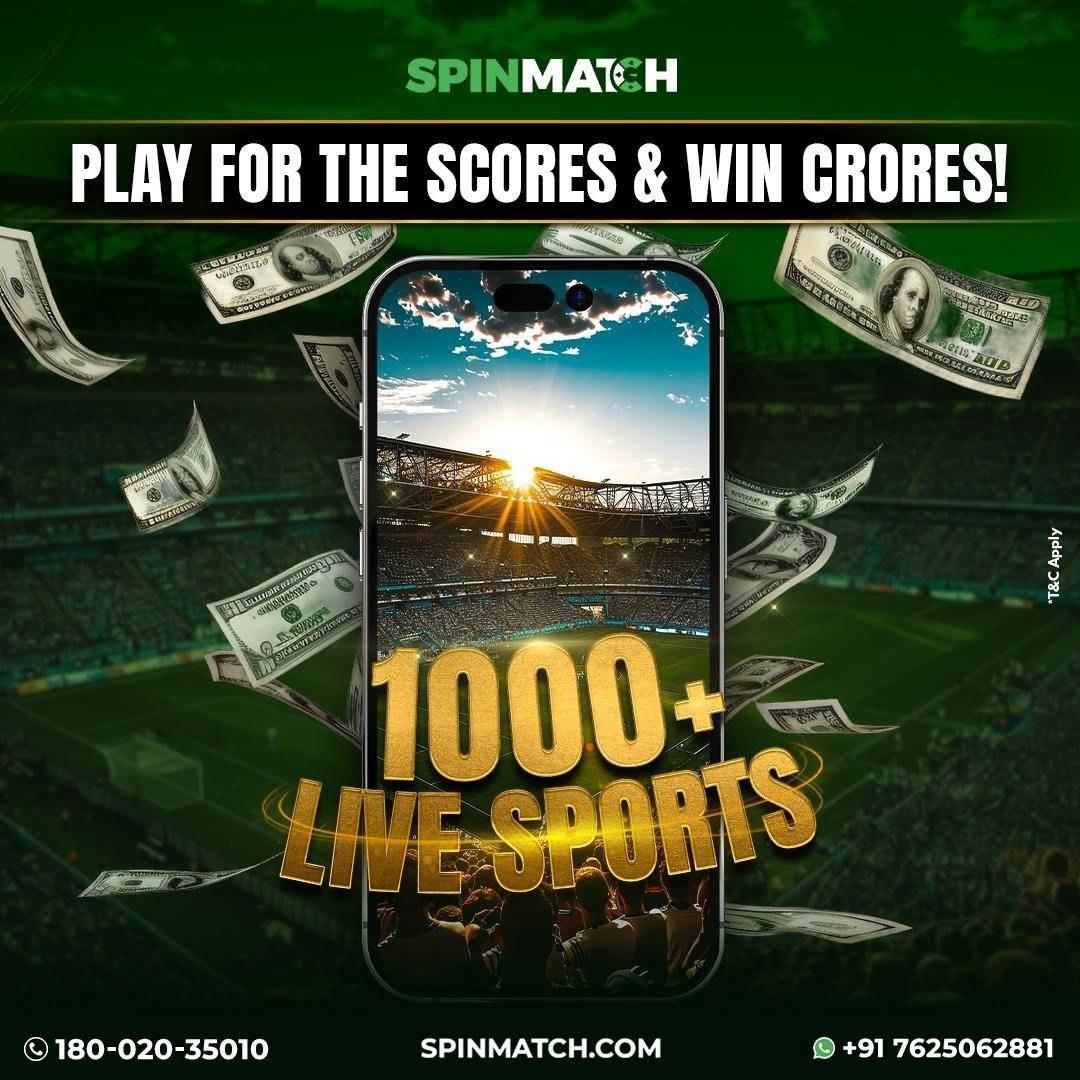 SPINMATCH
PLAY FOR THE SCORES & WIN CRORES!
*T&C Apply
1000+
LIVE SPORTS
180-020-35010
SPINMATCH.COM
+91 7625062881